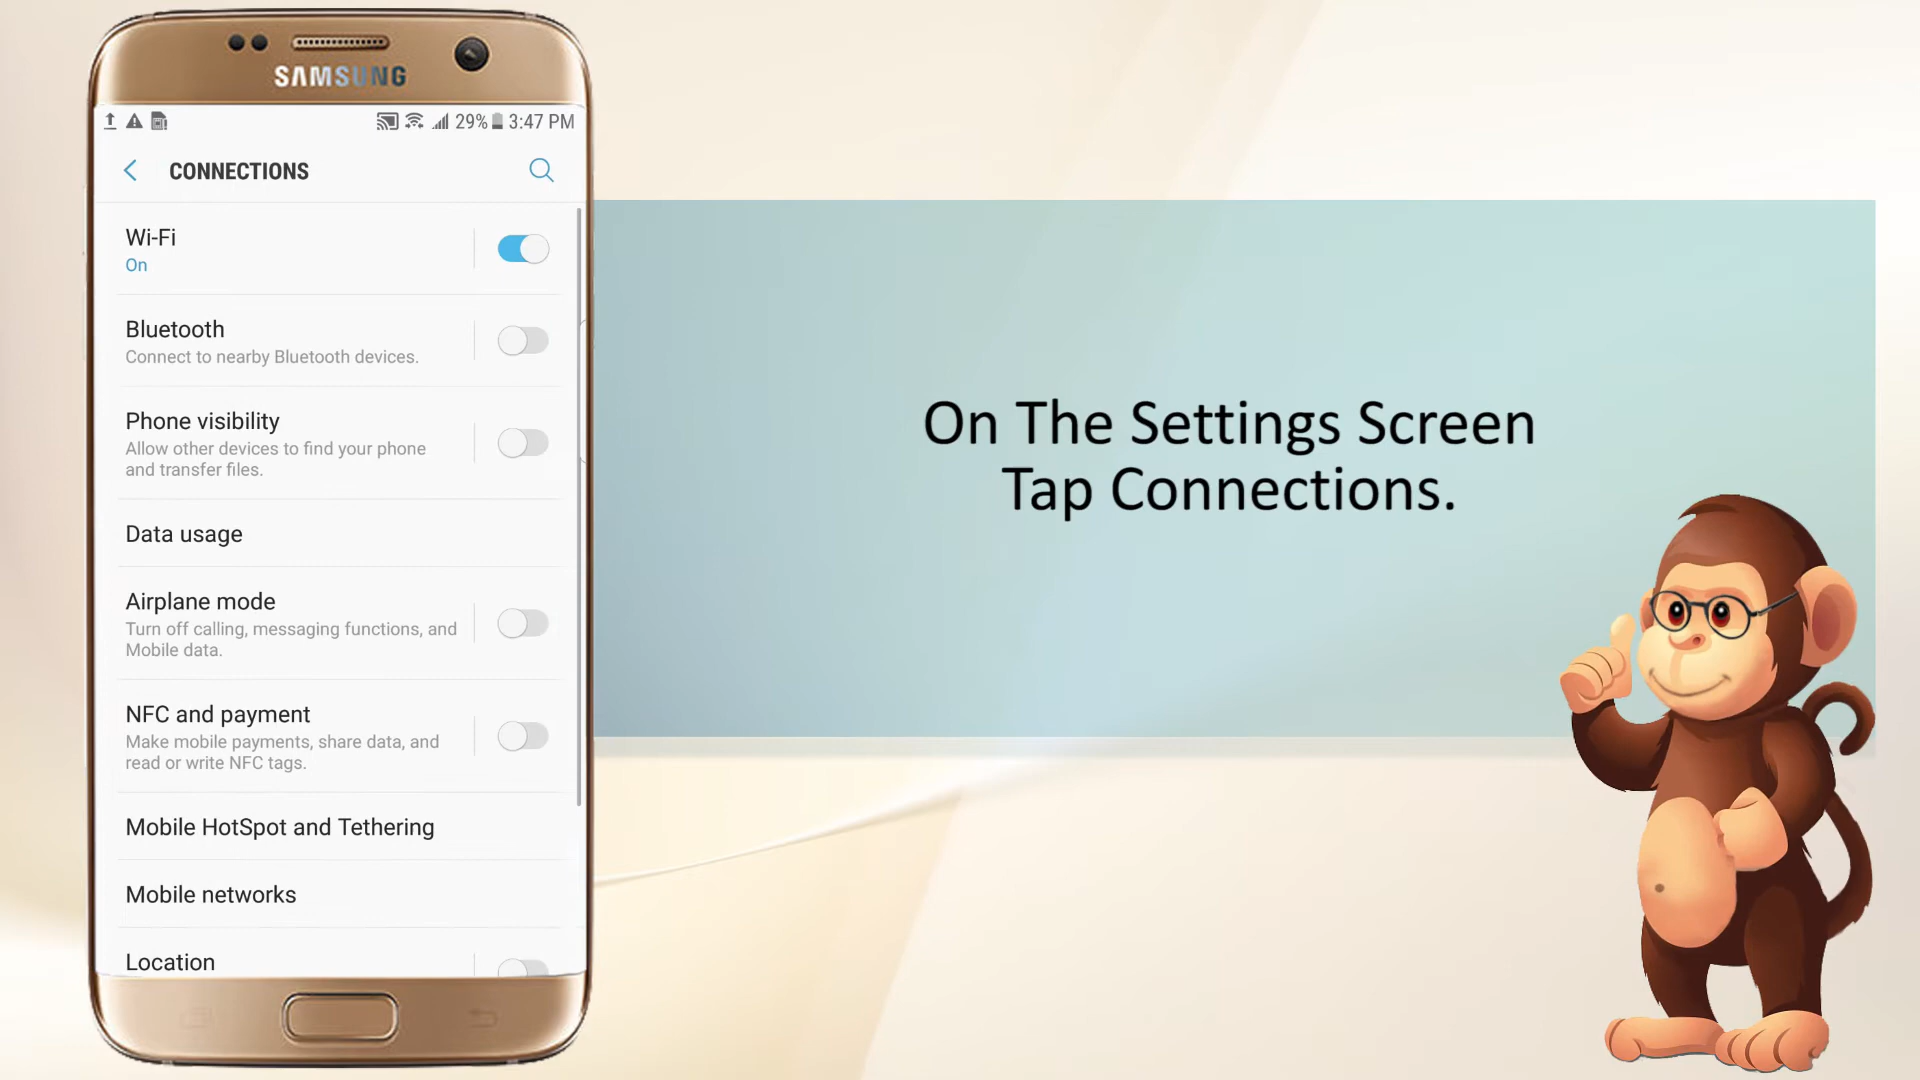 SAMSUNG
29% 3:47 PM
CONNECTIONS
Wi-Fi
On
Bluetooth
Connect to nearby Bluetooth devices.
Phone visibility
Allow other devices to find your phone
and transfer files.
Data usage
Airplane mode
Turn off calling, messaging functions, and
Mobile data.
NFC and payment
Make mobile payments, share data, and
read or write NFC tags.
Mobile HotSpot and Tethering
Mobile networks
Location
On The Settings Screen
Tap Connections.